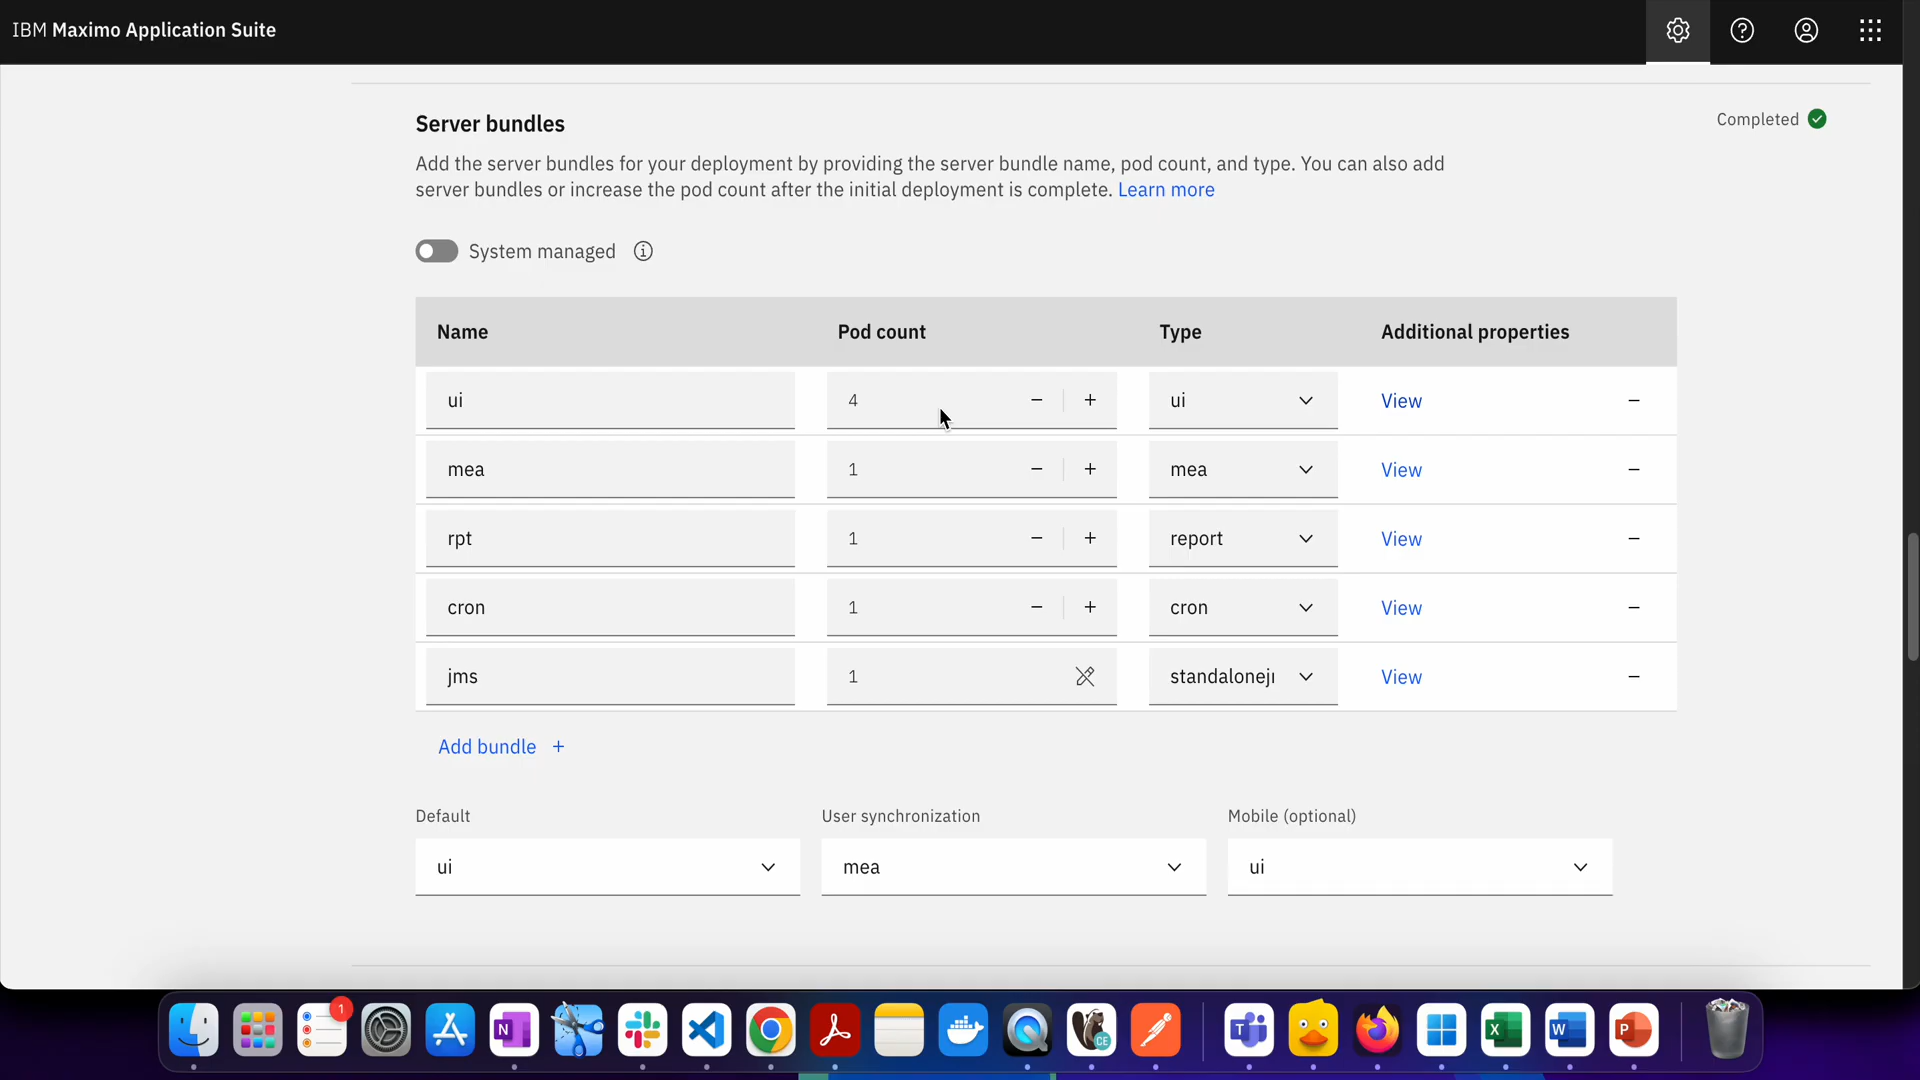 IBM Maximo Application Suite
Server bundles
Completed
Add the server bundles for your deployment by providing the server bundle name, pod count, and type. You can also add
server bundles or increase the pod count after the initial deployment is complete. Learn more
System managed
Name Pod count Type Additional properties
ui 4 ui View
mea 1 mea View
rpt 1 report View
cron 1 cron View
jms 1 standaloneji View
Add bundle +
Default User synchronization Mobile (optional)
ui mea ui
1
N
CE
T
X
W
P